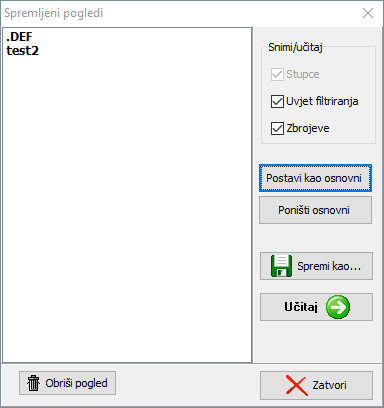 Spremljeni pogledi
.DEF
test2
Snimi/učitaj
Stupce
Uvjet filtriranja
Zbrojeve
Postavi kao osnovni
Poništi osnovni
Spremi kao...
Učitaj
Obriši pogled
Zatvori